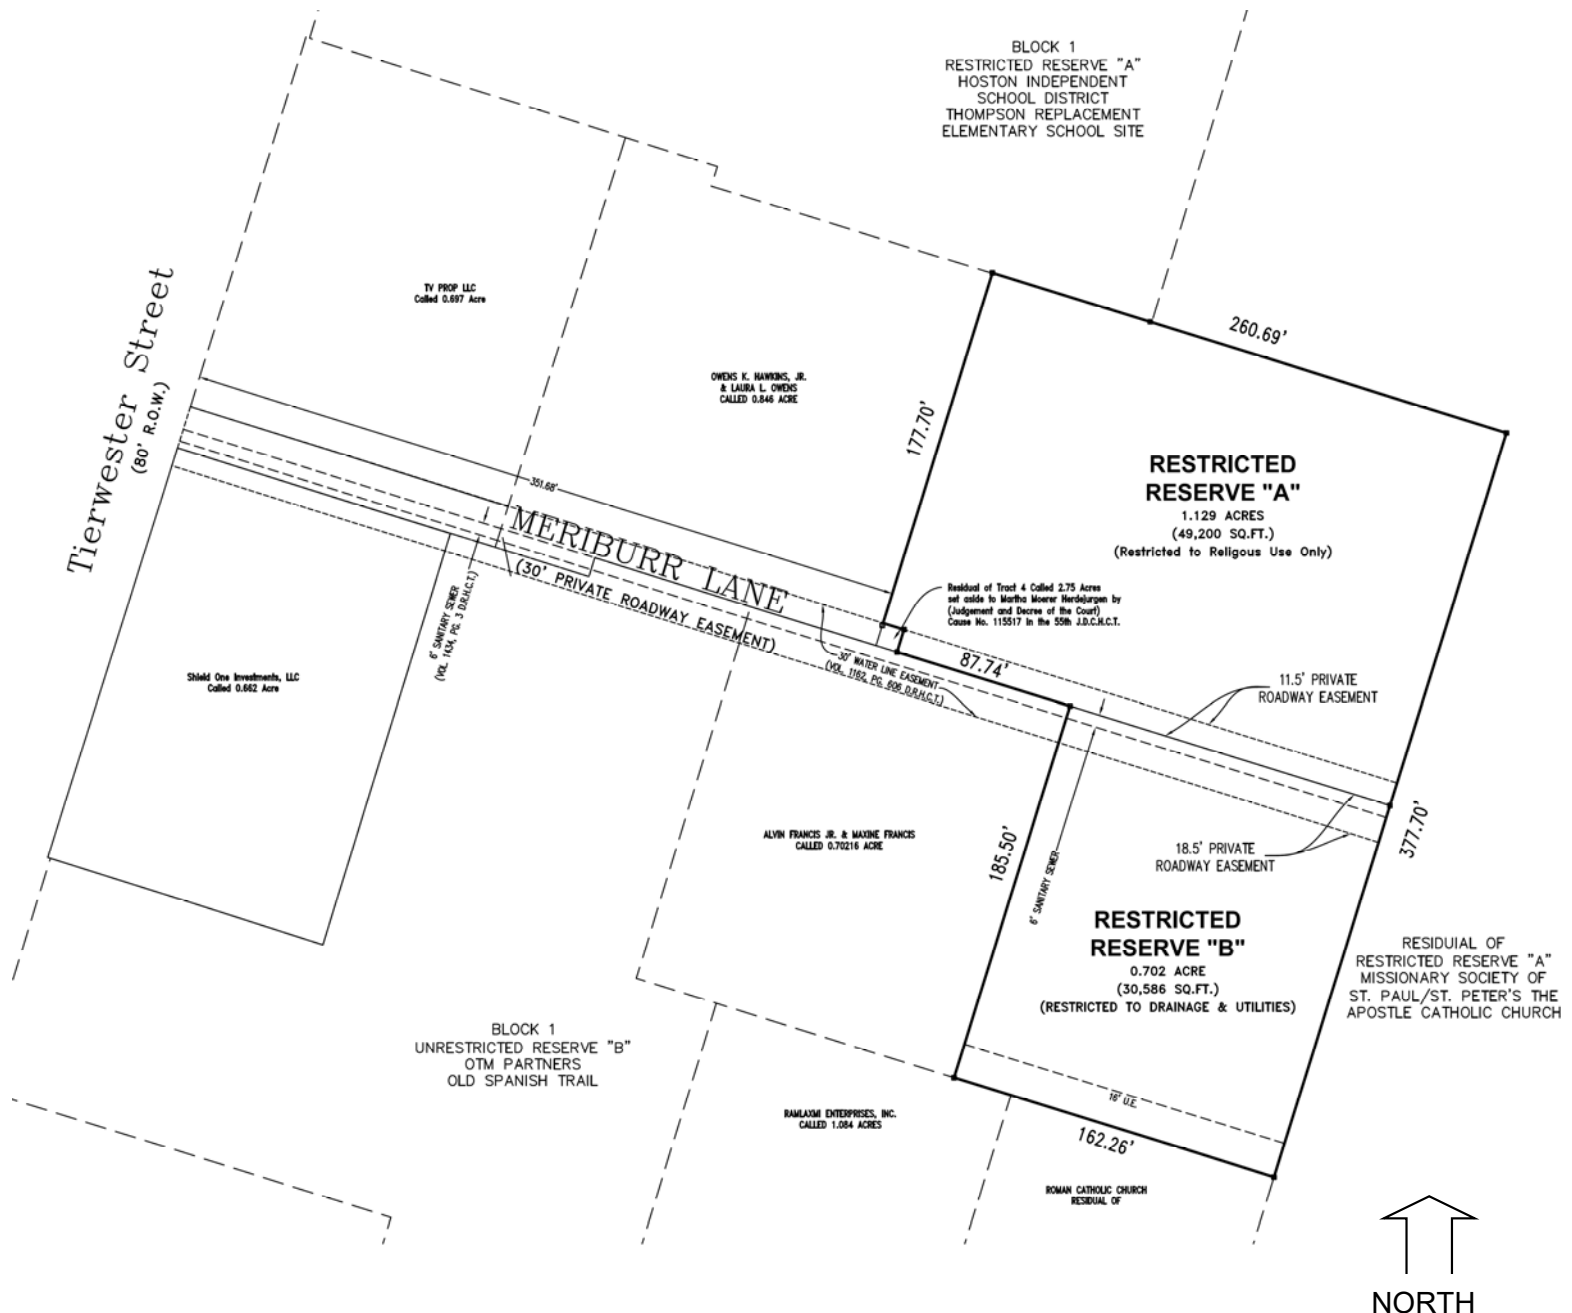 BLOCK 1
RESTRICTED RESERVE "A"
HOSTON INDEPENDENT
SCHOOL DISTRICT
THOMPSON REPLACEMENT
ELEMENTARY SCHOOL SITE
TV PROP LLC
Called 0.697 Acre
OWENS K. HAWKINS, JR.
& LAURA L. OWENS
CALLED 0.846 ACRE
260.69'
177.70'
Tierwester Street
(80' R.O.W.)
RESTRICTED
RESERVE "A"
1.129 ACRES
(49,200 SQ.FT.)
(Restricted to Religous Use Only)
351.68'
MERIBURR LANE
(30' PRIVATE ROADWAY EASEMENT)
Residual of Tract 4 Called 2.75 Acres
set aside to Martha Moerer Herdejurgen by
(Judgement and Decree of the Court)
Cause No. 115517 in the 55th J.D.C.H.C.T.
6' SANITARY SEWER
(VOL. 1434, PG. 3 D.R.H.C.T.)
87.74'
30' WATER LINE EASEMENT
(VOL. 1162, PG. 606 D.R.H.C.T.)
11.5' PRIVATE
ROADWAY EASEMENT
Shield One Investments, LLC
Called 0.662 Acre
ALVIN FRANCIS JR. & MAXINE FRANCIS
CALLED 0.70216 ACRE
185.50'
6' SANITARY SEWER
18.5' PRIVATE
ROADWAY EASEMENT
377.70'
RESTRICTED
RESERVE "B"
0.702 ACRE
(30,586 SQ.FT.)
(RESTRICTED TO DRAINAGE & UTILITIES)
RESIDUIAL OF
RESTRICTED RESERVE "A"
MISSIONARY SOCIETY OF
ST. PAUL/ST. PETER'S THE
APOSTLE CATHOLIC CHURCH
BLOCK 1
UNRESTRICTED RESERVE "B"
OTM PARTNERS
OLD SPANISH TRAIL
16' U.E.
RAMLAXMI ENTERPRISES, INC.
CALLED 1.084 ACRES
162.26'
ROMAN CATHOLIC CHURCH
RESIDUAL OF
NORTH